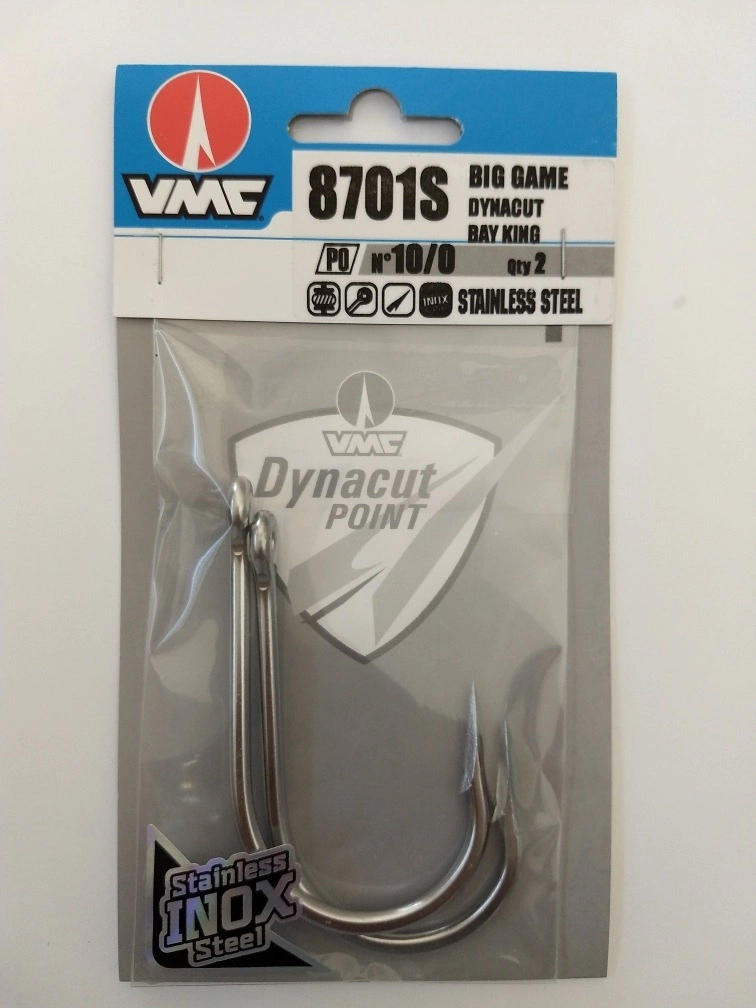 VMC
8701S
BIG GAME
DYNACUT
BAY KING
PO N° 10/0 Qty 2
INOX STAINLESS STEEL
VMC
Dynacut
POINT
Stainless
INOX
Steel